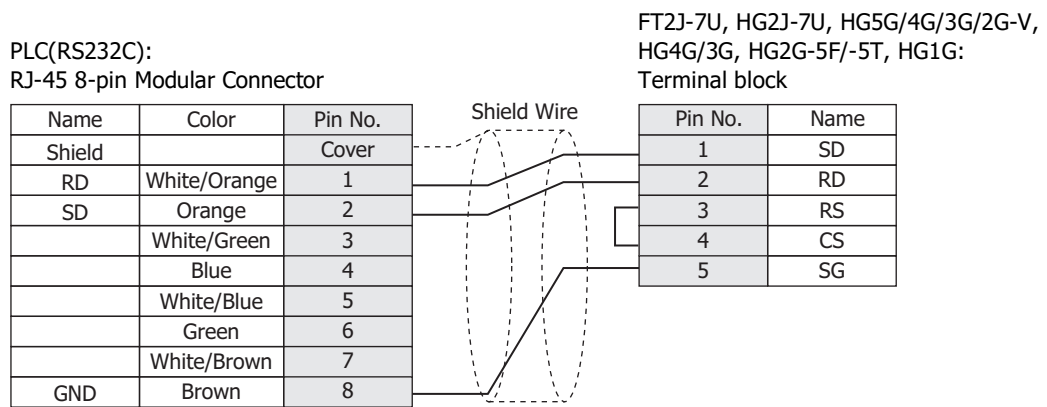 FT2J-7U, HG2J-7U, HG5G/4G/3G/2G-V,
PLC(RS232C): HG4G/3G, HG2G-5F/-5T, HG1G:
RJ-45 8-pin Modular Connector Terminal block
Name Color Pin No. Shield Wire Pin No. Name
Shield Cover 1 SD
RD White/Orange 1 2 RD
SD Orange 2 3 RS
White/Green 3 4 CS
Blue 4 5 SG
White/Blue 5
Green 6
White/Brown 7
GND Brown 8